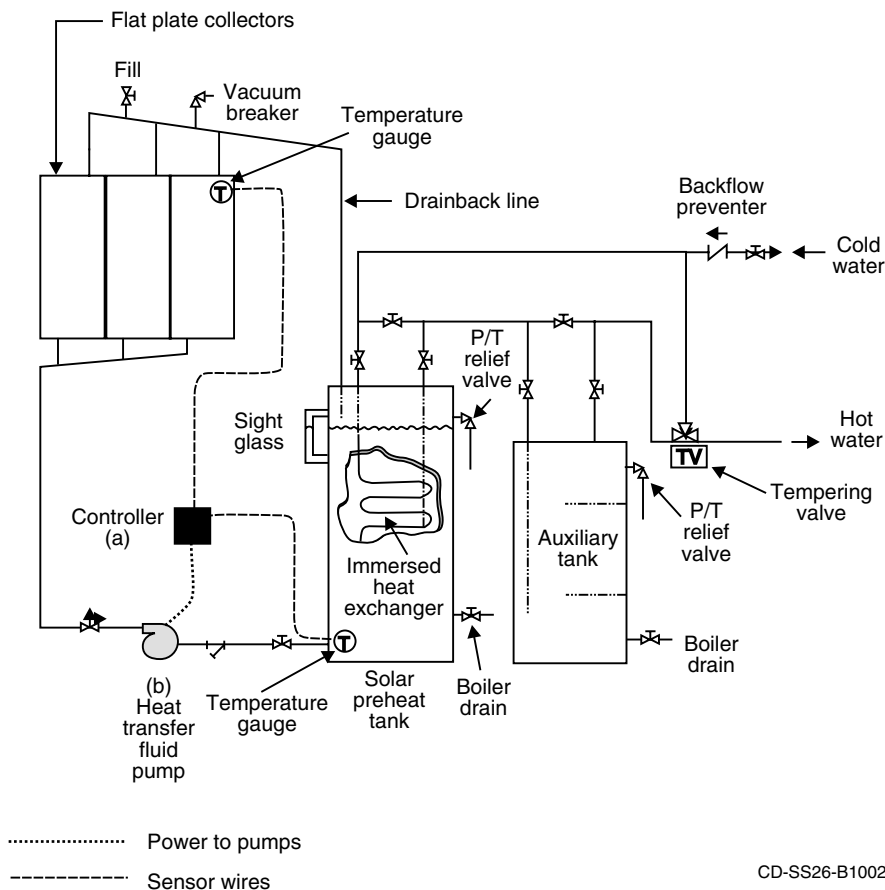 Flat plate collectors
Fill
Vacuum
breaker
Temperature
gauge
T
Drainback line
Backflow
preventer
Cold
water
P/T
relief
valve
Sight
glass
Hot
water
TV
Tempering
valve
Controller
(a)
Immersed
heat
exchanger
Auxiliary
tank
P/T
relief
valve
T
(b)
Heat
transfer
fluid
pump
Temperature
gauge
Solar
preheat
tank
Boiler
drain
Boiler
drain
Power to pumps
Sensor wires
CD-SS26-B1002